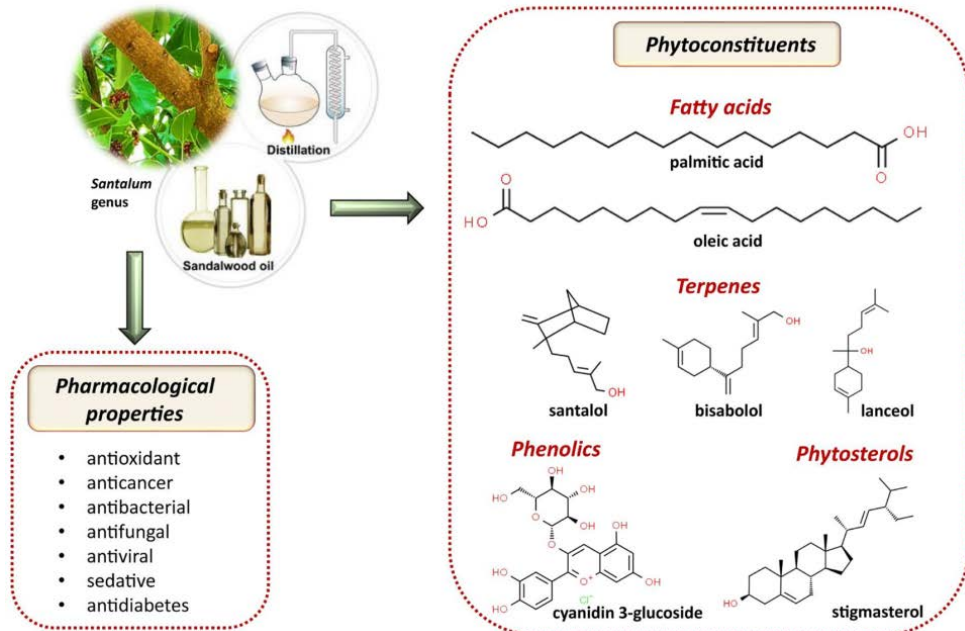 Distillation
Santalum
genus
Sandalwood oil
Pharmacological
properties
• antioxidant
• anticancer
• antibacterial
• antifungal
• antiviral
• sedative
• antidiabetes
Phytoconstituents
Fatty acids
OH
O
palmitic acid
O
HO
oleic acid
Terpenes
OH
santalol
OH
bisabolol
OH
lanceol
Phenolics
OH
HO
OH
O
OH
O
OH
HO
O+
OH
OH
Cl-
cyanidin 3-glucoside
Phytosterols
HO
stigmasterol